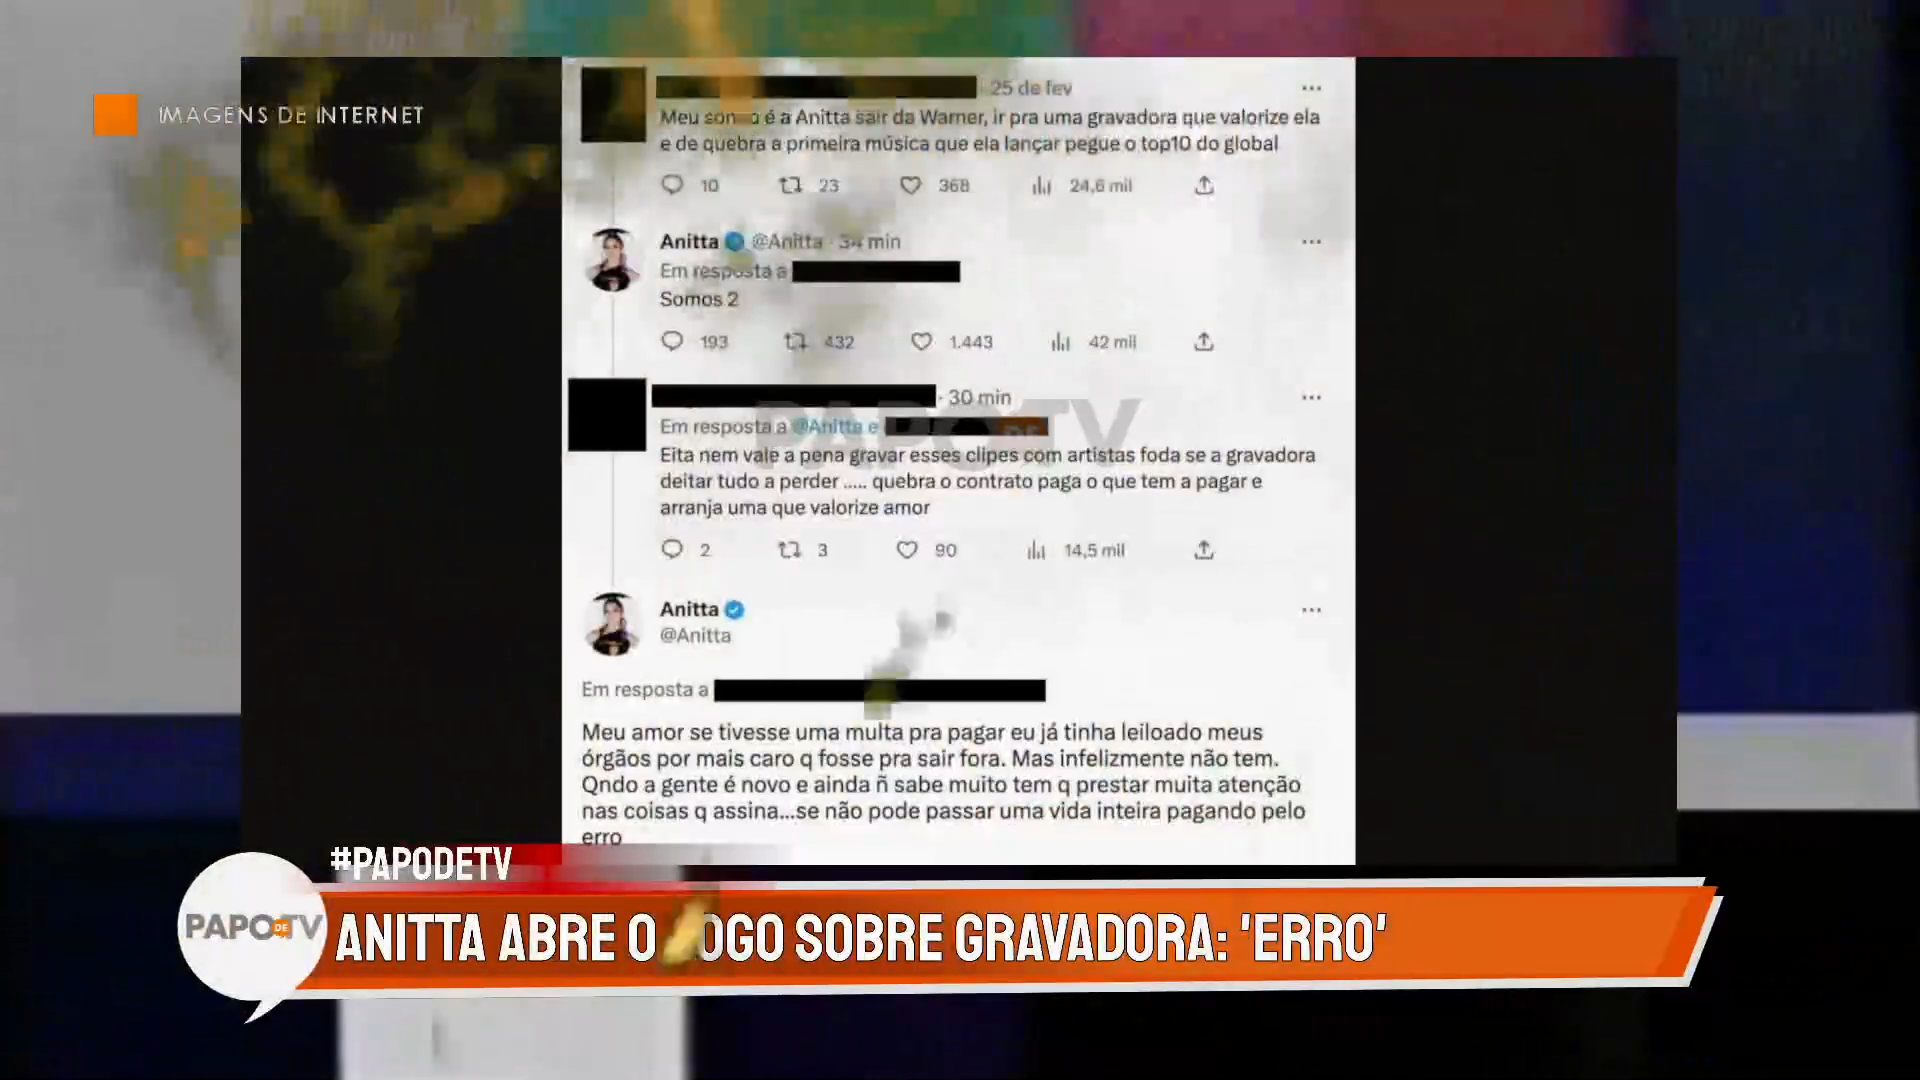 IMAGENS DE INTERNET
25 de fev
Meu é a Anitta sair da Warner, ir pra uma gravadora que valorize ela
e de quebra a primeira música que ela lançar pegue o top10 do global
10 23 368 24,6 mil
Anitta @Anitta · 34 min
Em resposta a
Somos 2
193 432 1.443 42 mil
· 30 min
Em resposta a @Anitta e
PAPO DE TV
Eita nem vale a pena gravar esses clipes com artistas foda se a gravadora
deitar tudo a perder ..... quebra o contrato paga o que tem a pagar e
arranja uma que valorize amor
2 3 90 14,5 mil
Anitta
@Anitta
Em resposta a
Meu amor se tivesse uma multa pra pagar eu já tinha leiloado meus
órgãos por mais caro q fosse pra sair fora. Mas infelizmente não tem.
Qndo a gente é novo e ainda ñ sabe muito tem q prestar muita atenção
nas coisas q assina...se não pode passar uma vida inteira pagando pelo
erro
#PAPODETV
PAPO DE TV
ANITTA ABRE O SOBRE GRAVADORA: 'ERRO'